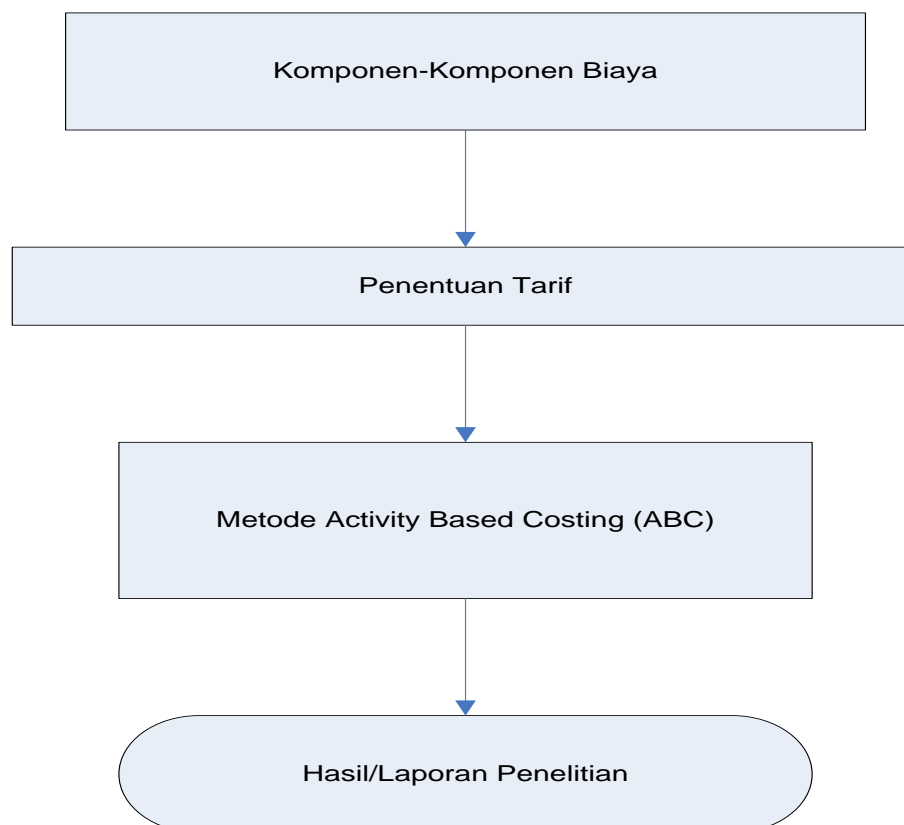 Komponen-Komponen Biaya
Penentuan Tarif
Metode Activity Based Costing (ABC)
Hasil/Laporan Penelitian